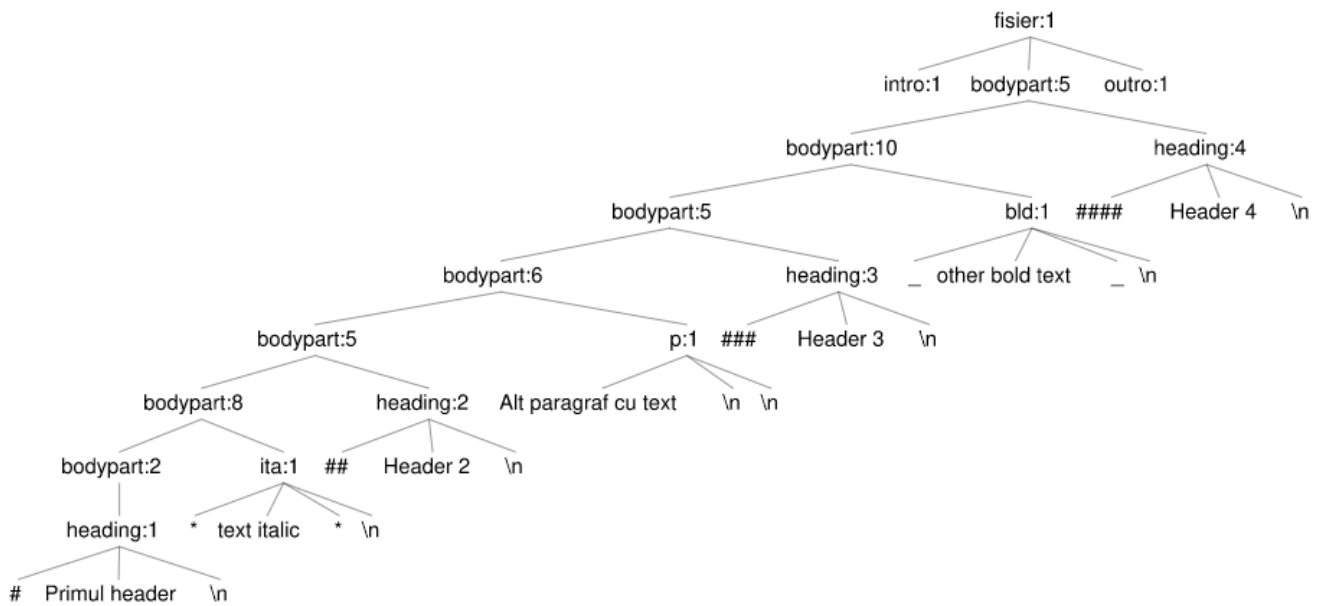 fisier:1
intro:1 bodypart:5 outro:1
bodypart:10 heading:4
bodypart:5 bld:1 #### Header 4 \n
bodypart:6 heading:3 _ other bold text _ \n
bodypart:5 p:1 ### Header 3 \n
bodypart:8 heading:2 Alt paragraf cu text \n \n
bodypart:2 ita:1 ## Header 2 \n
heading:1 * text italic * \n
# Primul header \n